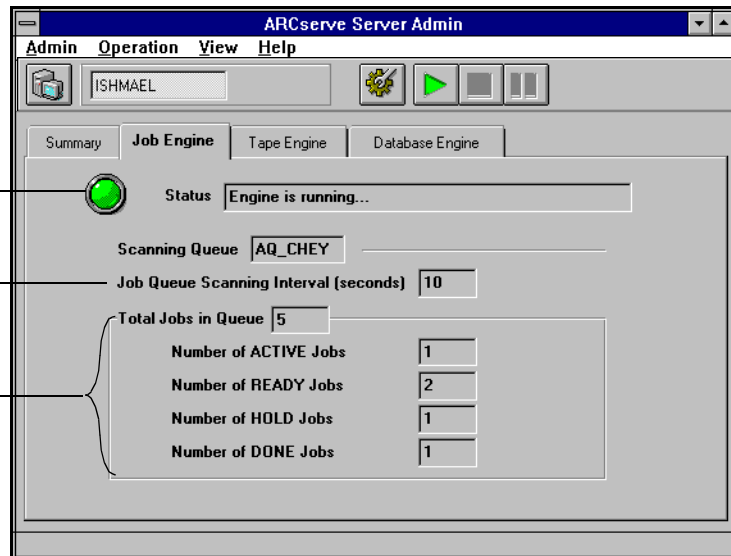 ARCserve Server Admin
Admin Operation View Help
ISHMAEL
Summary Job Engine Tape Engine Database Engine
Status Engine is running...
Scanning Queue AQ_CHEY
Job Queue Scanning Interval (seconds) 10
Total Jobs in Queue 5
Number of ACTIVE Jobs 1
Number of READY Jobs 2
Number of HOLD Jobs 1
Number of DONE Jobs 1